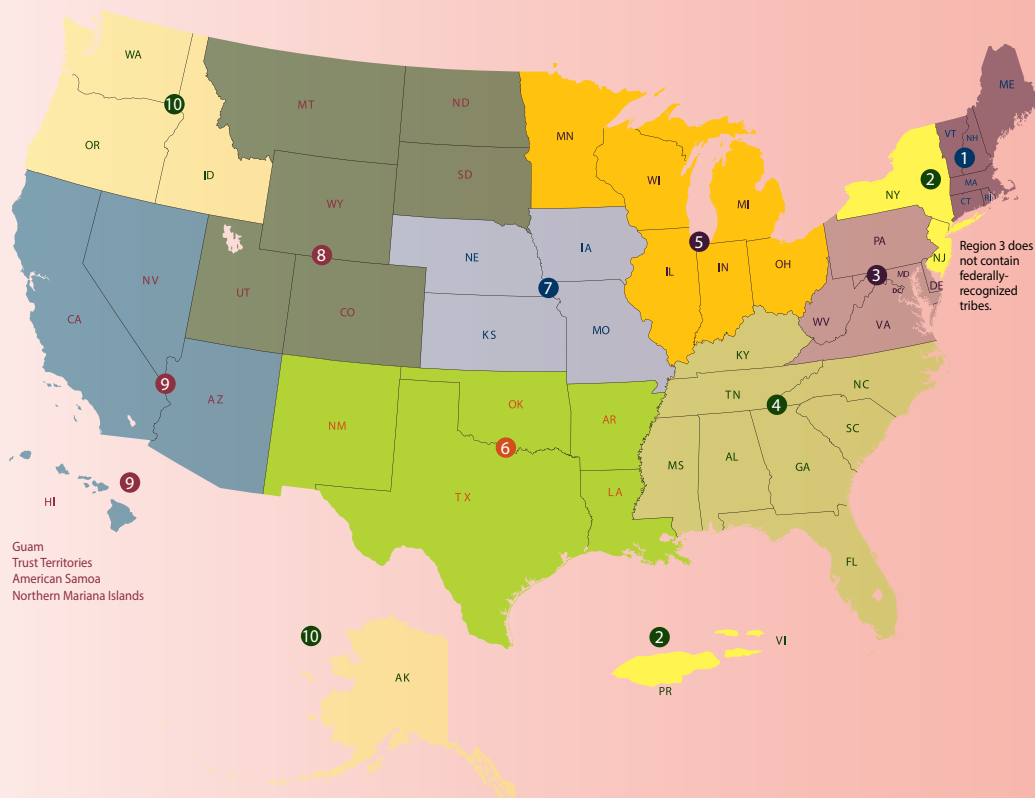 WA
10
OR
ID
MT
ND
SD
WY
8
UT
CO
MN
WI
MI
5
IL
IN
OH
NE
IA
7
KS
MO
ME
VT
NH
1
MA
CT
RI
2
NY
NJ
PA
3
MD
DC
DE
WV
VA
Region 3 does
not contain
federally-
recognized
tribes.
CA
NV
9
AZ
NM
OK
6
TX
AR
LA
KY
TN
4
NC
SC
MS
AL
GA
FL
9
HI
Guam
Trust Territories
American Samoa
Northern Mariana Islands
10
AK
2
VI
PR